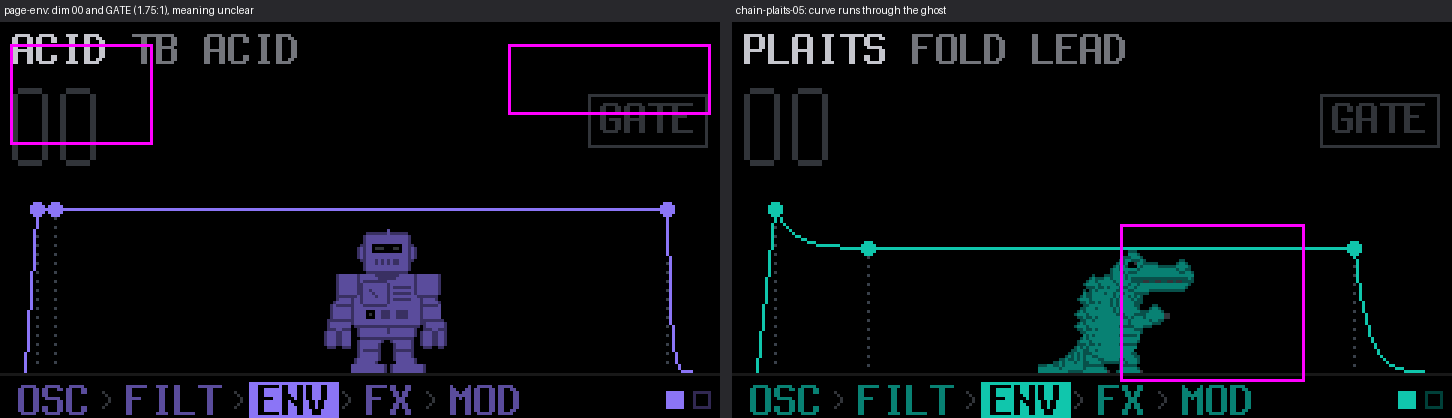 page-env: dim 00 and GATE (1.75:1), meaning unclear
ACID TB ACID
00
GATE
OSC › FILT › ENV › FX › MOD
chain-plaits-05: curve runs through the ghost
PLAITS FOLD LEAD
00
GATE
OSC › FILT › ENV › FX › MOD